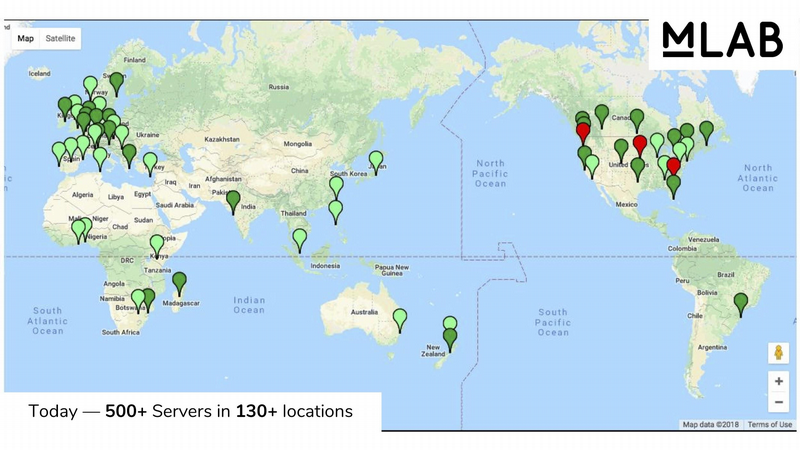 Map Satellite
MLAB
Finland
Iceland
Norway
Russia
Canada
Ukraine
Kazakhstan
Mongolia
Spain
North
Pacific
Ocean
United
North
Atlantic
Ocean
China
South Korea
Japan
Afghanistan
Iraq
Iran
Pakistan
Algeria
Libya
Egypt
Saudi Arabia
India
Mexico
Mali
Niger
Chad
Sudan
Thailand
Nigeria
Venezuela
Colombia
DRC
Kenya
Tanzania
Indonesia
Papua New
Guinea
Brazil
Peru
Bolivia
Angola
Namibia
Botswana
Madagascar
South
Atlantic
Ocean
Indian
Ocean
Australia
South
Pacific
Ocean
Chile
South Africa
New
Zealand
Argentina
Today — 500+ Servers in 130+ locations
+
−
Map data ©2018 Terms of Use